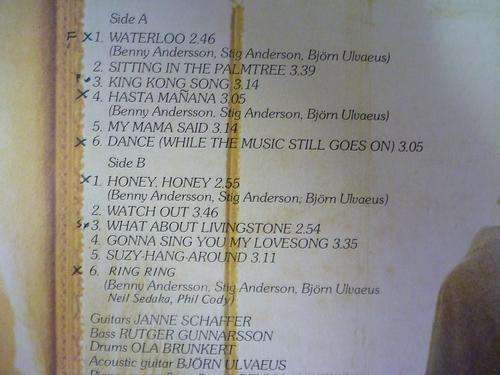 Side A
F X 1. WATERLOO 2.46
(Benny Andersson, Stig Anderson, Björn Ulvaeus)
2. SITTING IN THE PALMTREE 3.39
3. KING KONG SONG 3.14
X 4. HASTA MAÑANA 3.05
(Benny Andersson, Stig Anderson, Björn Ulvaeus)
5. MY MAMA SAID 3.14
X 6. DANCE (WHILE THE MUSIC STILL GOES ON) 3.05
Side B
X 1. HONEY, HONEY 2.55
(Benny Andersson, Stig Anderson, Björn Ulvaeus)
2. WATCH OUT 3.46
3. WHAT ABOUT LIVINGSTONE 2.54
4. GONNA SING YOU MY LOVESONG 3.35
5. SUZY-HANG-AROUND 3.11
X 6. RING RING
(Benny Andersson, Stig Anderson, Björn Ulvaeus
Neil Sedaka, Phil Cody)
Guitars JANNE SCHAFFER
Bass RUTGER GUNNARSSON
Drums OLA BRUNKERT
Acoustic guitar BJÖRN ULVAEUS